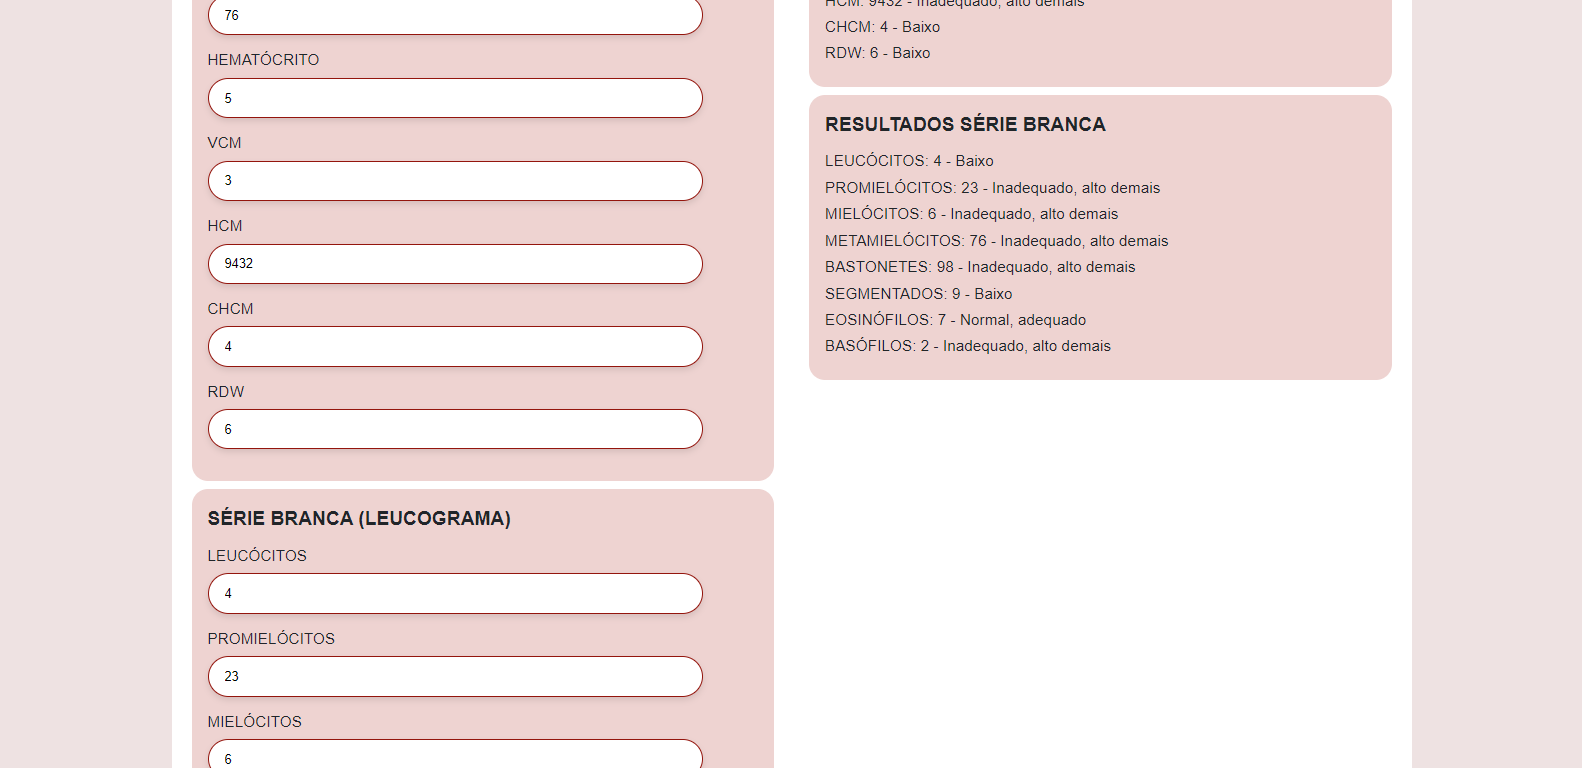 76
HEMATÓCRITO
5
VCM
3
HCM
9432
CHCM
4
RDW
6
SÉRIE BRANCA (LEUCOGRAMA)
LEUCÓCITOS
4
PROMIELÓCITOS
23
MIELÓCITOS
6
HCM: 9432 - Inadequado, alto demais
CHCM: 4 - Baixo
RDW: 6 - Baixo
RESULTADOS SÉRIE BRANCA
LEUCÓCITOS: 4 - Baixo
PROMIELÓCITOS: 23 - Inadequado, alto demais
MIELÓCITOS: 6 - Inadequado, alto demais
METAMIELÓCITOS: 76 - Inadequado, alto demais
BASTONETES: 98 - Inadequado, alto demais
SEGMENTADOS: 9 - Baixo
EOSINÓFILOS: 7 - Normal, adequado
BASÓFILOS: 2 - Inadequado, alto demais